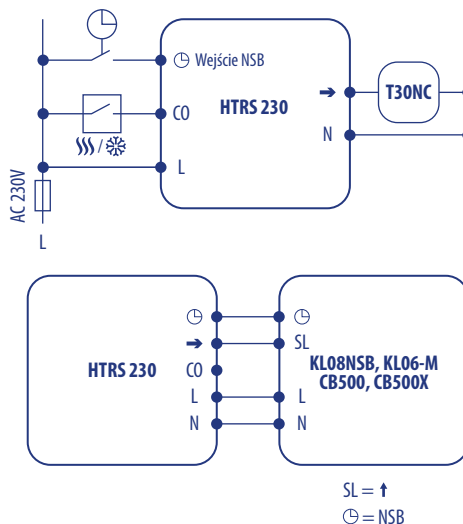 Wejście NSB
CO
HTRS 230
T30NC
N
/
L
AC 230V
L
HTRS 230
CO
L
N
SL
KL08NSB, KL06-M
CB500, CB500X
L
N
SL = ↑
= NSB